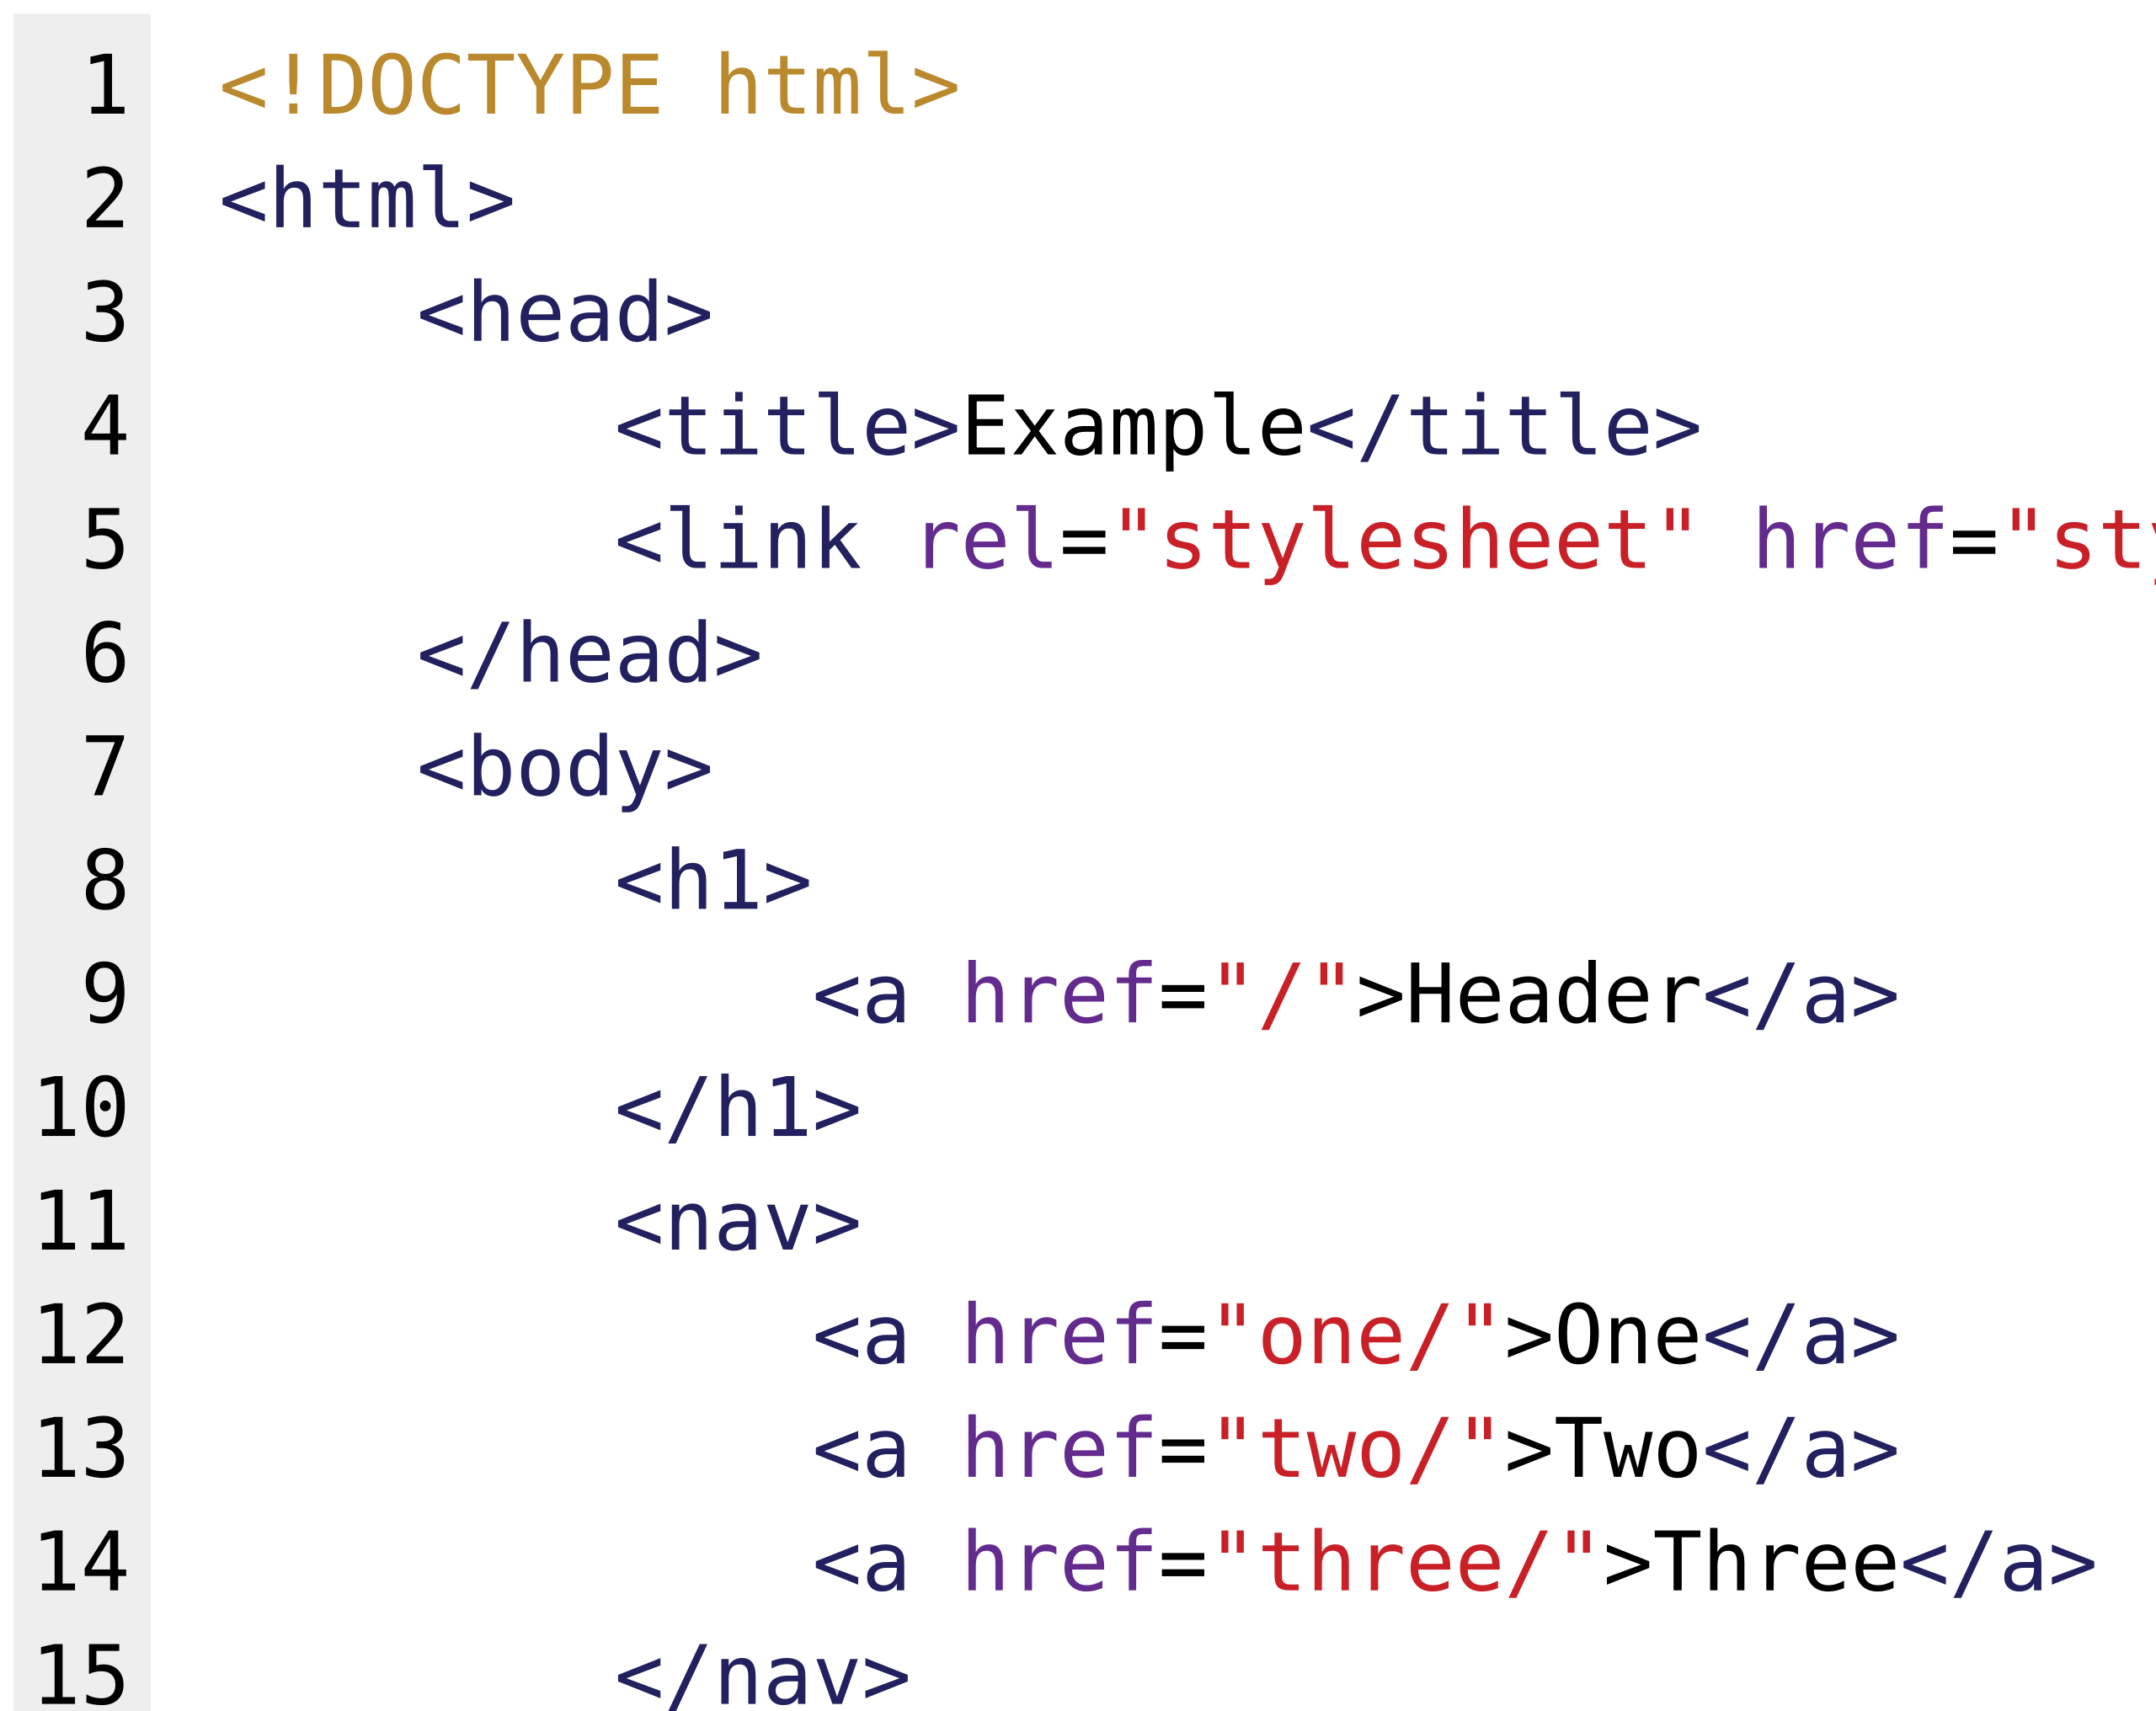 1 <!DOCTYPE html>
2 <html>
3     <head>
4         <title>Example</title>
5         <link rel="stylesheet" href="st
6     </head>
7     <body>
8         <h1>
9             <a href="/">Header</a>
10         </h1>
11         <nav>
12             <a href="one/">One</a>
13             <a href="two/">Two</a>
14             <a href="three/">Three</a>
15         </nav>